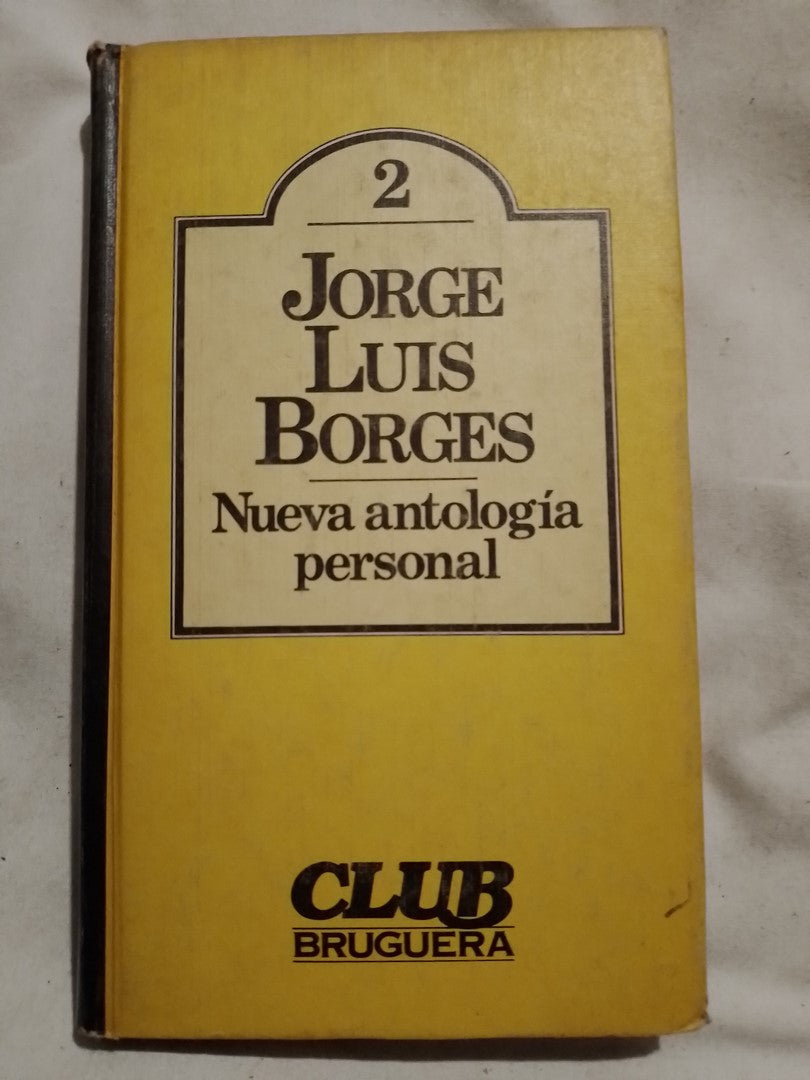 2
JORGE
LUIS
BORGES
Nueva antología
personal
CLUB
BRUGUERA